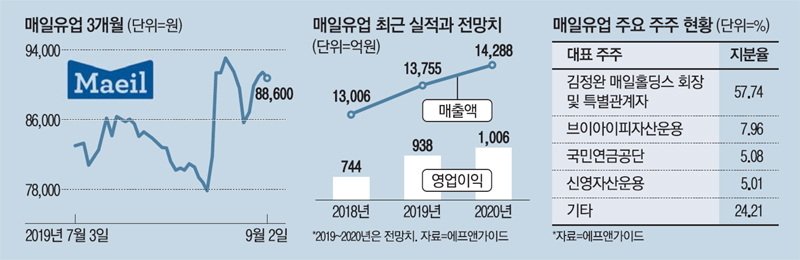 매일유업 3개월 (단위=원)
94,000
Maeil
88,600
86,000
78,000
2019년 7월 3일
9월 2일
매일유업 최근 실적과 전망치
(단위=억원)
14,288
13,755
13,006
매출액
1,006
938
744
영업이익
2018년
2019년
2020년
*2019~2020년은 전망치. 자료=에프앤가이드
매일유업 주요 주주 현황 (단위=%)
대표 주주 지분율
김정완 매일홀딩스 회장
및 특별관계자 57.74
브이아이피자산운용 7.96
국민연금공단 5.08
신영자산운용 5.01
기타 24.21
*자료=에프앤가이드